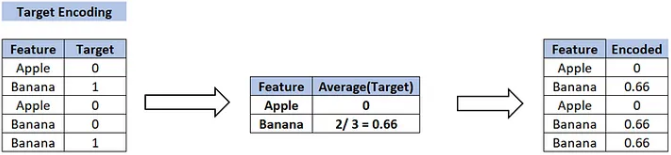 Target Encoding
Feature Target
Apple 0
Banana 1
Apple 0
Banana 0
Banana 1
Feature Average(Target)
Apple 0
Banana 2/ 3 = 0.66
Feature Encoded
Apple 0
Banana 0.66
Apple 0
Banana 0.66
Banana 0.66